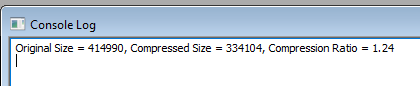 Console Log
Original Size = 414990, Compressed Size = 334104, Compression Ratio = 1.24